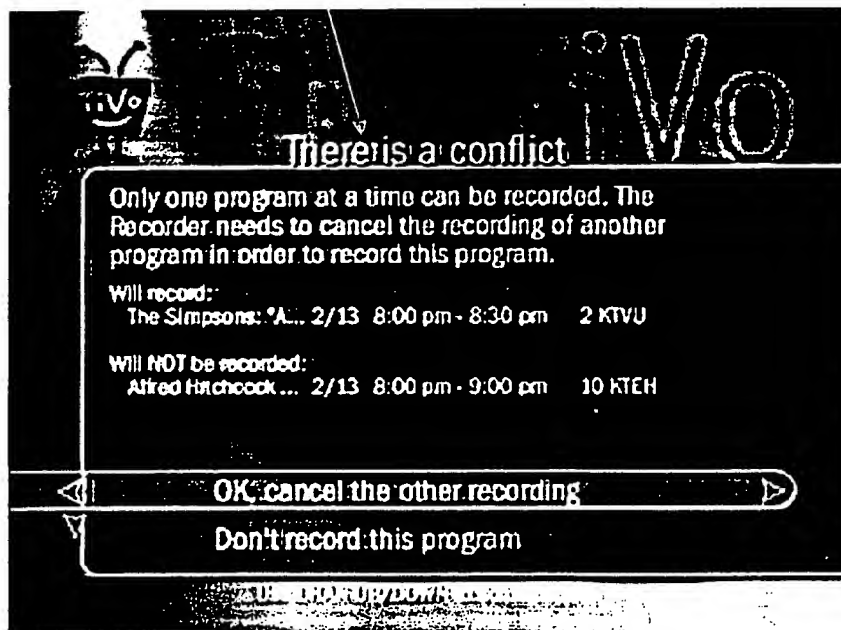 iVo
TiVo
There is a conflict
Only one program at a time can be recorded. The
Recorder needs to cancel the recording of another
program in order to record this program.
Will record:
The Simpsons: "A... 2/13 8:00 pm - 8:30 pm 2 KTVU
Will NOT be recorded:
Alfred Hitchcock ... 2/13 8:00 pm - 9:00 pm 10 KTEH
OK, cancel the other recording
Don't record this program